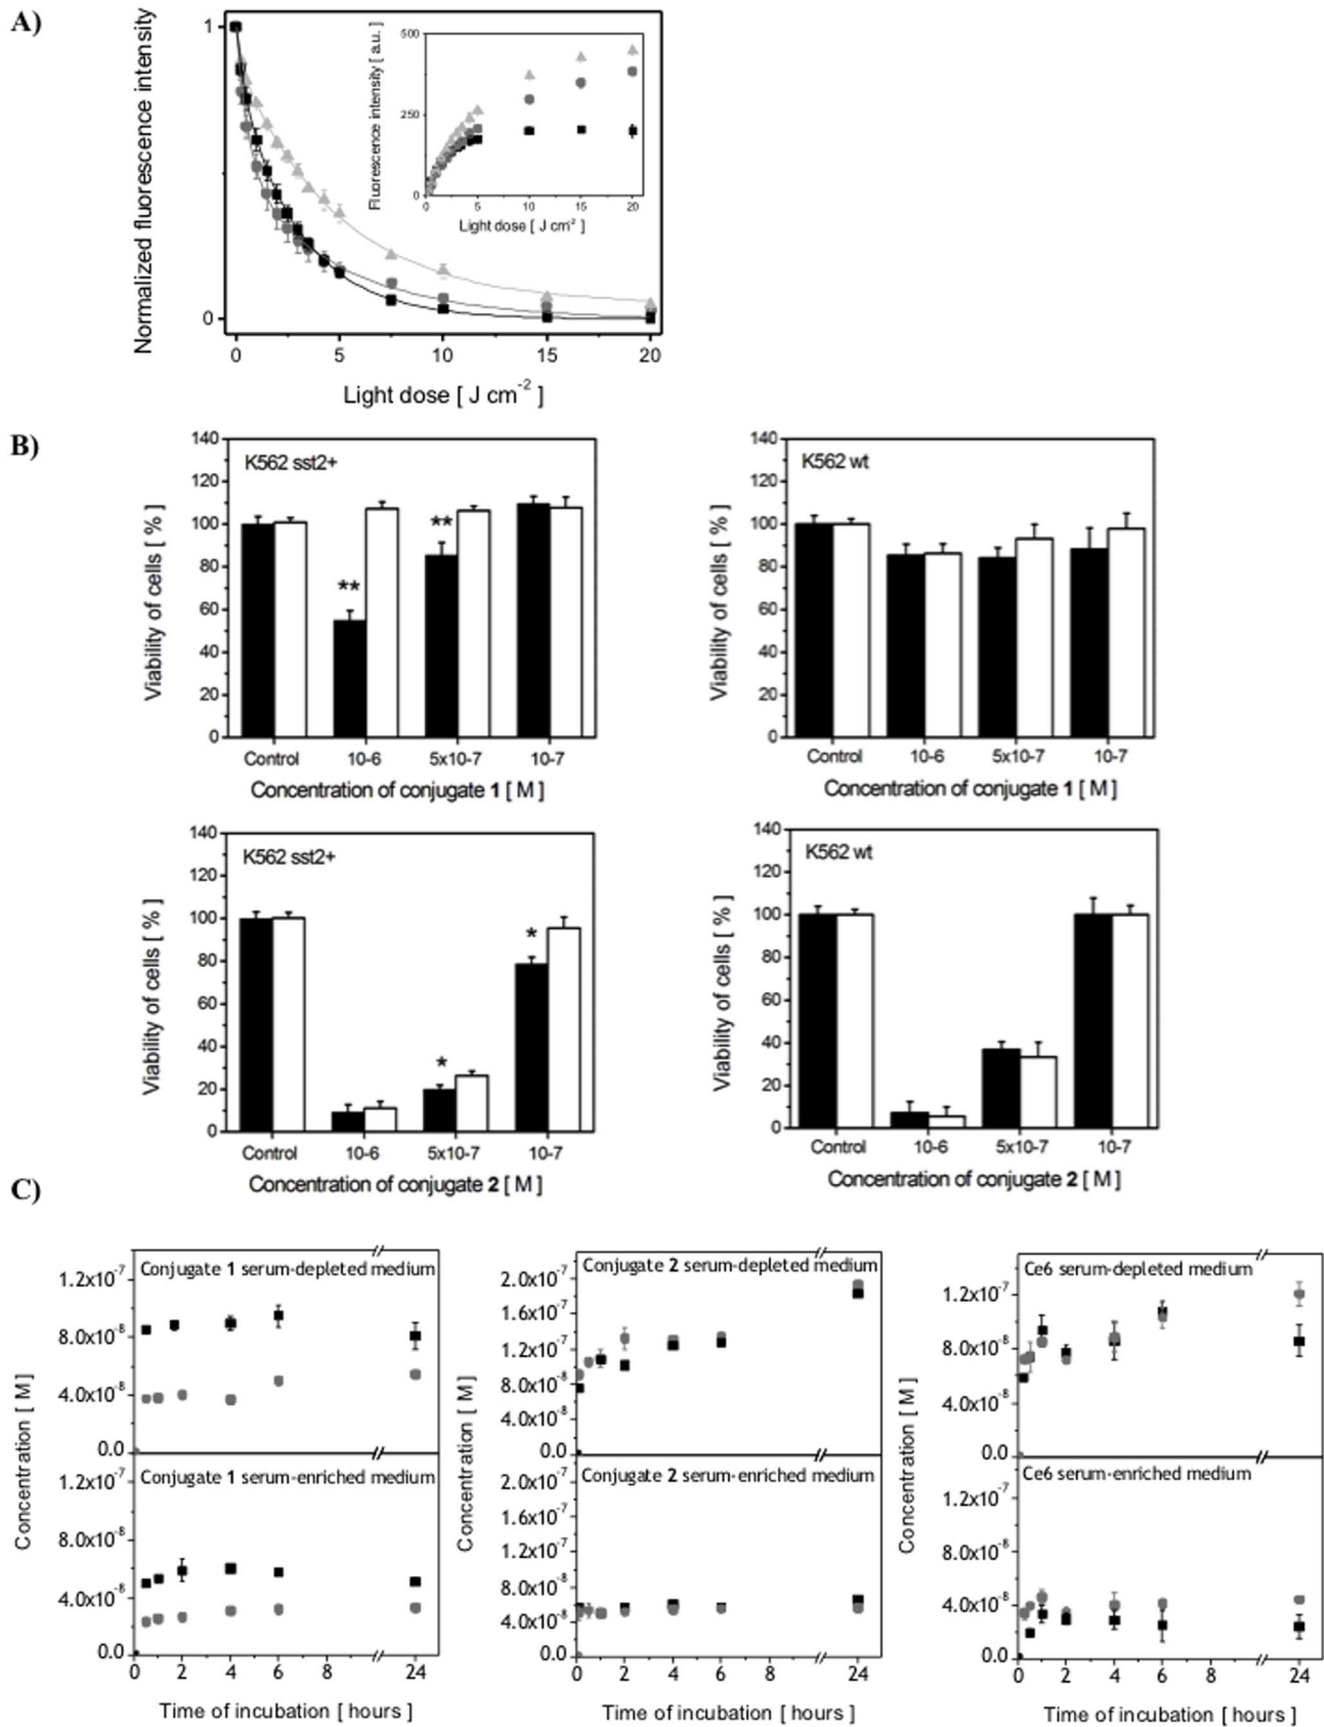 A)
Normalized fluorescence intensity
1
0
0 5 10 15 20
Light dose [ J cm-2 ]
Fluorescence intensity [ a.u. ]
500
250
0
0 5 10 15 20
Light dose [ J cm-2 ]
B)
K562 sst2+
Viability of cells [ % ]
140
120
100
80
60
40
20
0
**
**
Control 10-6 5x10-7 10-7
Concentration of conjugate 1 [ M ]
K562 wt
Viability of cells [ % ]
140
120
100
80
60
40
20
0
Control 10-6 5x10-7 10-7
Concentration of conjugate 1 [ M ]
K562 sst2+
Viability of cells [ % ]
140
120
100
80
60
40
20
0
*
*
Control 10-6 5x10-7 10-7
Concentration of conjugate 2 [ M ]
K562 wt
Viability of cells [ % ]
140
120
100
80
60
40
20
0
Control 10-6 5x10-7 10-7
Concentration of conjugate 2 [ M ]
C)
Concentration [ M ]
Conjugate 1 serum-depleted medium
1.2x10-7
8.0x10-8
4.0x10-8
0.0
Conjugate 1 serum-enriched medium
1.2x10-7
8.0x10-8
4.0x10-8
0.0
0 2 4 6 8 24
Time of incubation [ hours ]
Concentration [ M ]
Conjugate 2 serum-depleted medium
2.0x10-7
1.6x10-7
1.2x10-7
8.0x10-8
4.0x10-8
0.0
Conjugate 2 serum-enriched medium
2.0x10-7
1.6x10-7
1.2x10-7
8.0x10-8
4.0x10-8
0.0
0 2 4 6 8 24
Time of incubation [ hours ]
Concentration [ M ]
Ce6 serum-depleted medium
1.2x10-7
8.0x10-8
4.0x10-8
0.0
Ce6 serum-enriched medium
1.2x10-7
8.0x10-8
4.0x10-8
0.0
0 2 4 6 8 24
Time of incubation [ hours ]